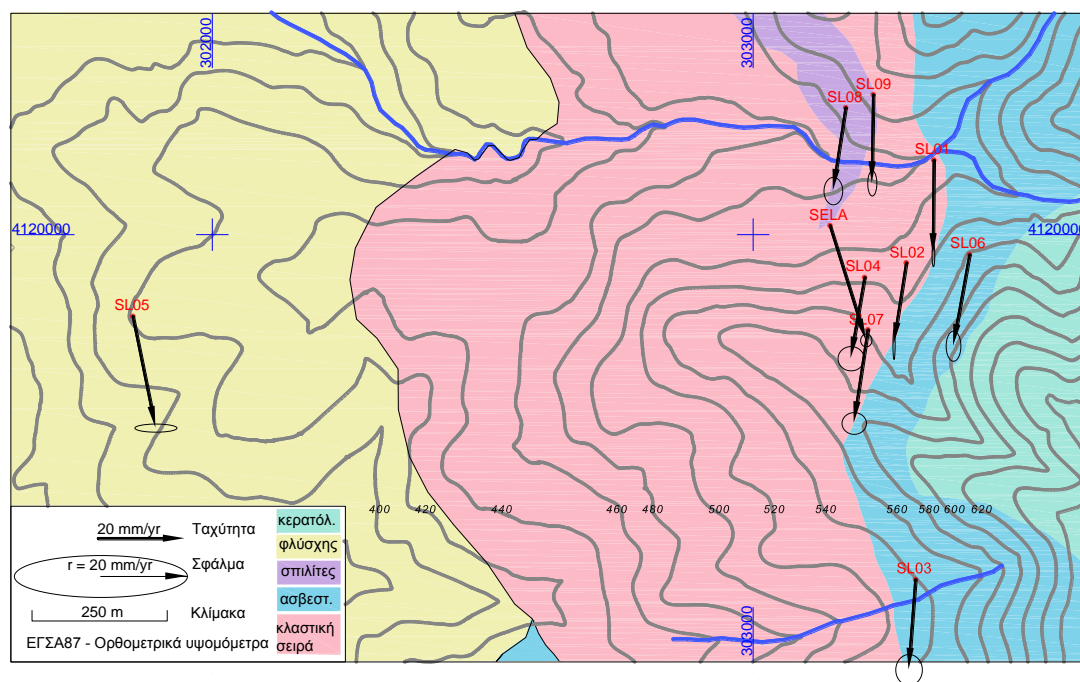 302000
303000
SL09
SL08
SL01
SELA
4120000
4120000
SL06
SL02
SL04
SL05
SL07
400 420 440 460 480 500 520 540 560 580 600 620
SL03
303000
20 mm/yr Ταχύτητα
r = 20 mm/yr Σφάλμα
250 m Κλίμακα
ΕΓΣΑ87 - Ορθομετρικά υψομόμετρα
κερατόλ.
φλύσχης
σπιλίτες
ασβεστ.
κλαστική
σειρά